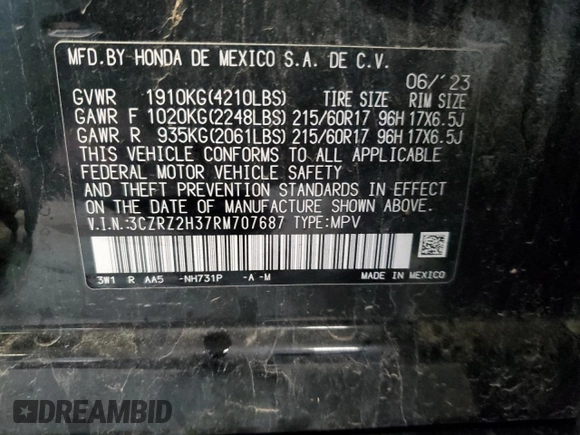 MFD.BY HONDA DE MEXICO S.A. DE C.V.
06/'23
GVWR 1910KG(4210LBS) TIRE SIZE RIM SIZE
GAWR F 1020KG(2248LBS) 215/60R17 96H 17X6.5J
GAWR R 935KG(2061LBS) 215/60R17 96H 17X6.5J
THIS VEHICLE CONFORMS TO ALL APPLICABLE
FEDERAL MOTOR VEHICLE SAFETY
AND THEFT PREVENTION STANDARDS IN EFFECT
ON THE DATE OF MANUFACTURE SHOWN ABOVE.
V.I.N.:3CZRZ2H37RM707687 TYPE:MPV
3W1 R AA5 -NH731P -A -M MADE IN MEXICO
DREAMBID